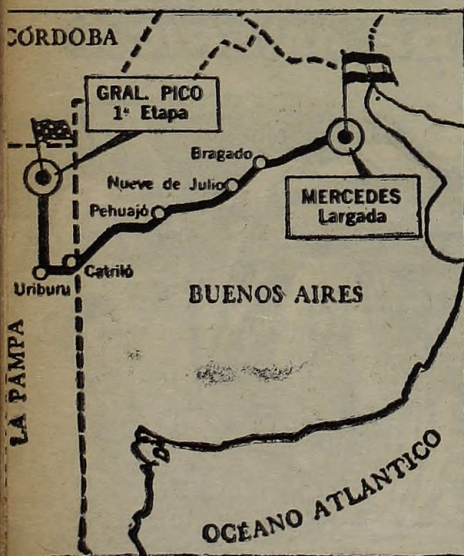 CÓRDOBA
GRAL. PICO
1ª Etapa
Bragado
Nueve de Julio
MERCEDES
Largada
Pehuajó
Catriló
Uriburu
BUENOS AIRES
LA PAMPA
OCEANO ATLANTICO